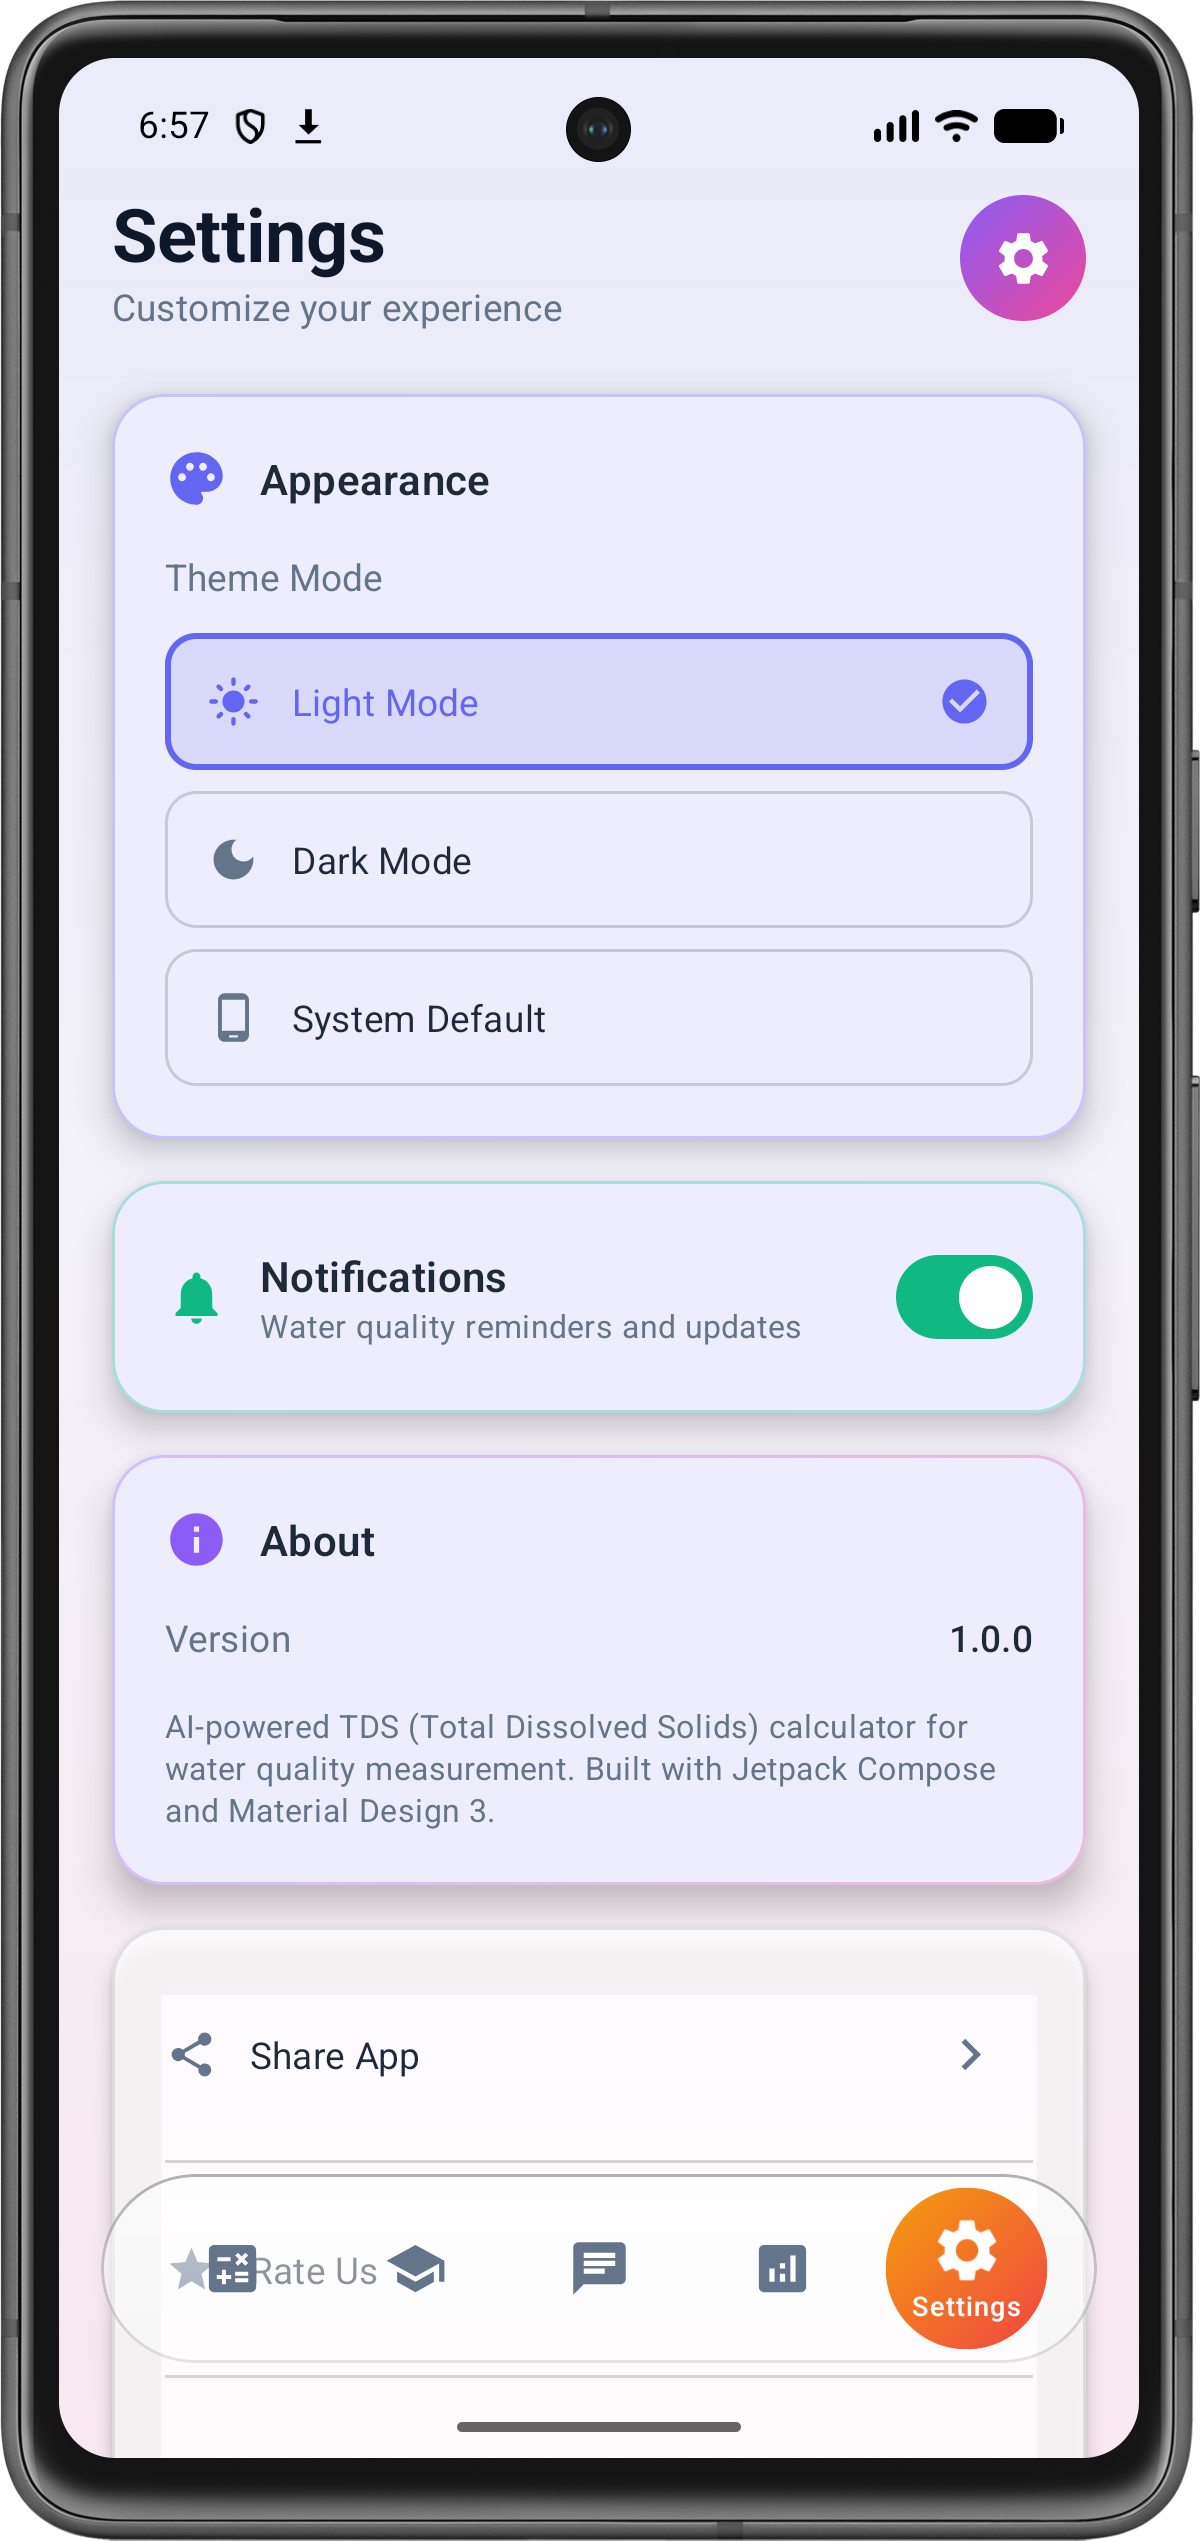 6:57
Settings
Customize your experience
Appearance
Theme Mode
Light Mode
Dark Mode
System Default
Notifications
Water quality reminders and updates
About
Version 1.0.0
AI-powered TDS (Total Dissolved Solids) calculator for
water quality measurement. Built with Jetpack Compose
and Material Design 3.
Share App
Rate Us
Settings